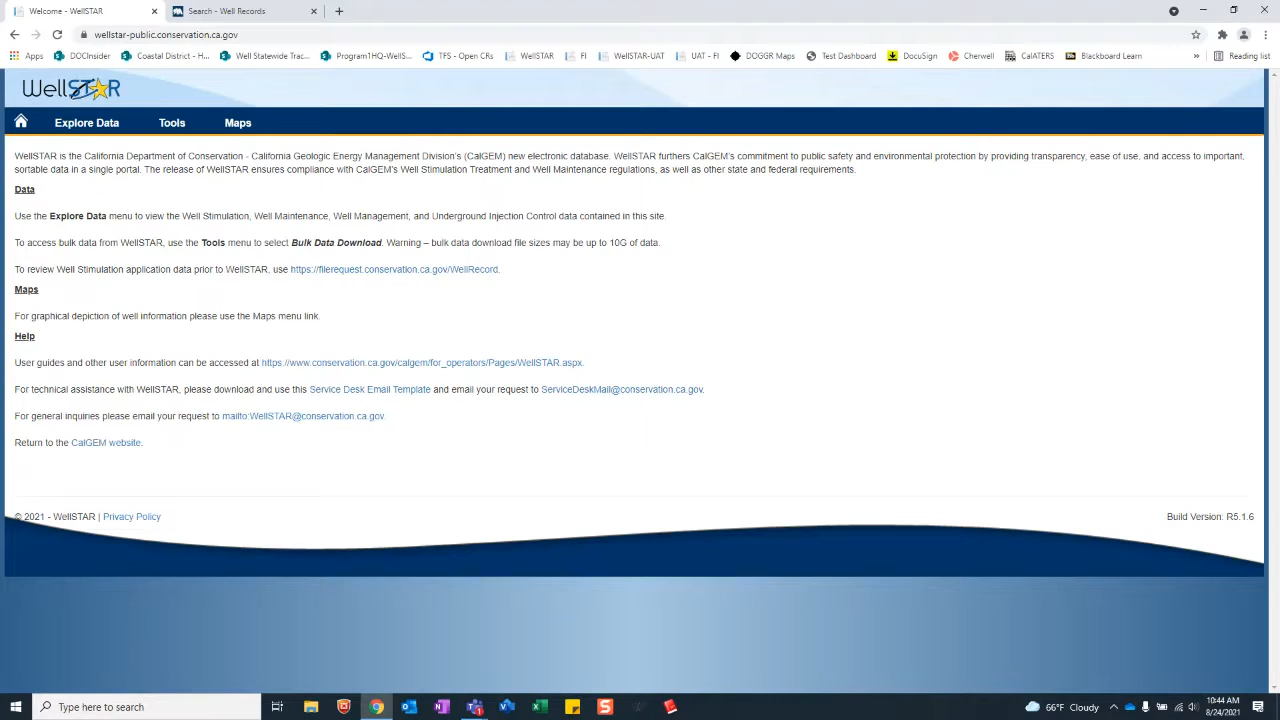 Welcome - WellSTAR
Search - Well Records
wellstar-public.conservation.ca.gov
Apps DOCInsider Coastal District - H... Well Statewide Trac... Program1HQ-WellS... TFS - Open CRs WellSTAR FI WellSTAR-UAT UAT - FI DOGGR Maps Test Dashboard DocuSign Cherwell CalATERS Blackboard Learn » Reading list
WellSTAR
Explore Data Tools Maps
WellSTAR is the California Department of Conservation - California Geologic Energy Management Division's (CalGEM) new electronic database. WellSTAR furthers CalGEM's commitment to public safety and environmental protection by providing transparency, ease of use, and access to important,
sortable data in a single portal. The release of WellSTAR ensures compliance with CalGEM's Well Stimulation Treatment and Well Maintenance regulations, as well as other state and federal requirements.
Data
Use the Explore Data menu to view the Well Stimulation, Well Maintenance, Well Management, and Underground Injection Control data contained in this site.
To access bulk data from WellSTAR, use the Tools menu to select Bulk Data Download. Warning – bulk data download file sizes may be up to 10G of data.
To review Well Stimulation application data prior to WellSTAR, use https://filerequest.conservation.ca.gov/WellRecord.
Maps
For graphical depiction of well information please use the Maps menu link.
Help
User guides and other user information can be accessed at https://www.conservation.ca.gov/calgem/for_operators/Pages/WellSTAR.aspx.
For technical assistance with WellSTAR, please download and use this Service Desk Email Template and email your request to ServiceDeskMail@conservation.ca.gov.
For general inquiries please email your request to mailto:WellSTAR@conservation.ca.gov.
Return to the CalGEM website.
© 2021 - WellSTAR | Privacy Policy
Build Version: R5.1.6
Type here to search
66°F Cloudy
10:44 AM
8/24/2021